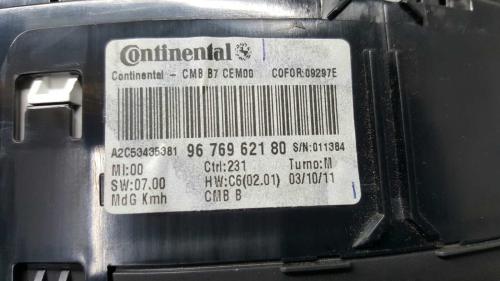 Continental
Continental - CMB B7 CEM00 COFOR:09297E
A2C53435381 96 769 621 80 S/N:011384
MI:00 Ctrl:231 Turno:M
SW:07.00 HW:C6(02.01) 03/10/11
MdG Kmh CMB B